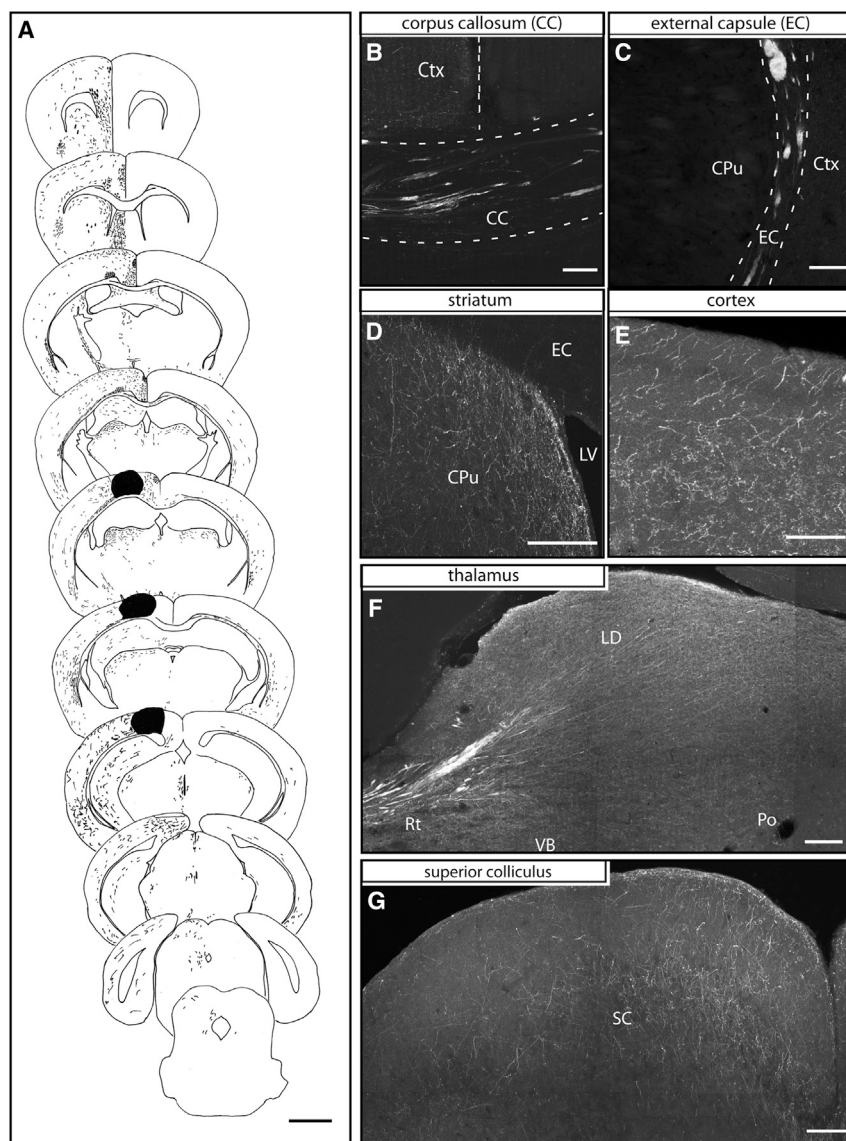 A
corpus callosum (CC)
B
Ctx
CC
external capsule (EC)
C
CPu
Ctx
EC
striatum
D
EC
CPu
LV
cortex
E
thalamus
F
LD
Rt
VB
Po
superior colliculus
G
SC